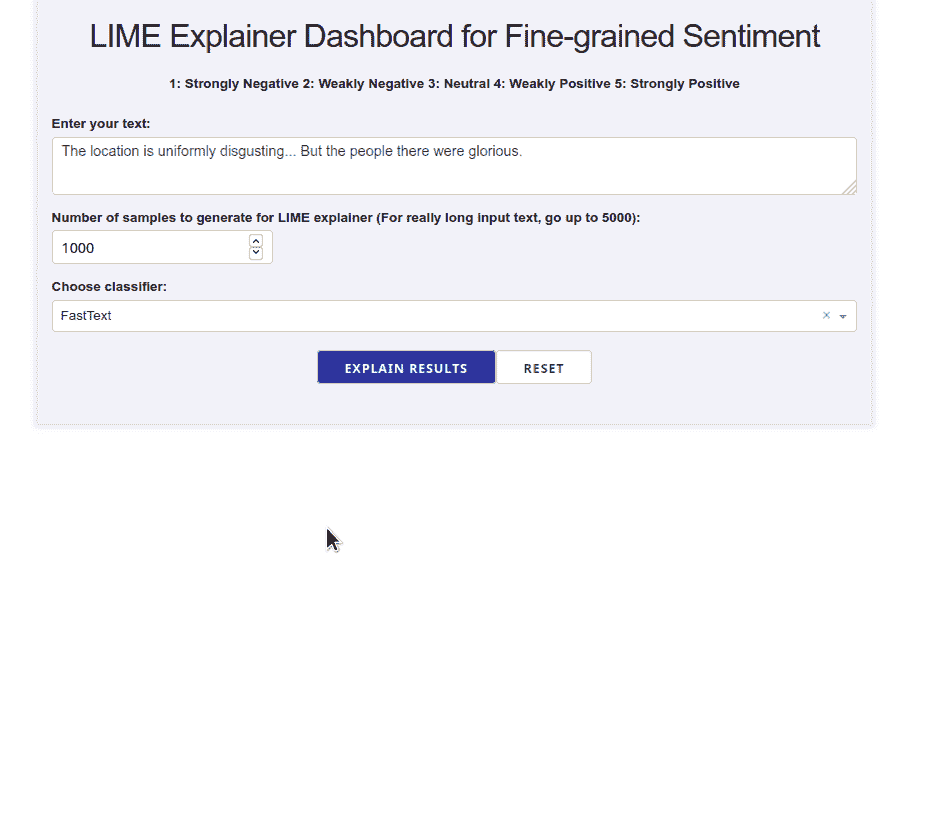 LIME Explainer Dashboard for Fine-grained Sentiment
1: Strongly Negative 2: Weakly Negative 3: Neutral 4: Weakly Positive 5: Strongly Positive
Enter your text:
The location is uniformly disgusting... But the people there were glorious.
Number of samples to generate for LIME explainer (For really long input text, go up to 5000):
1000
Choose classifier:
FastText ×
EXPLAIN RESULTS RESET